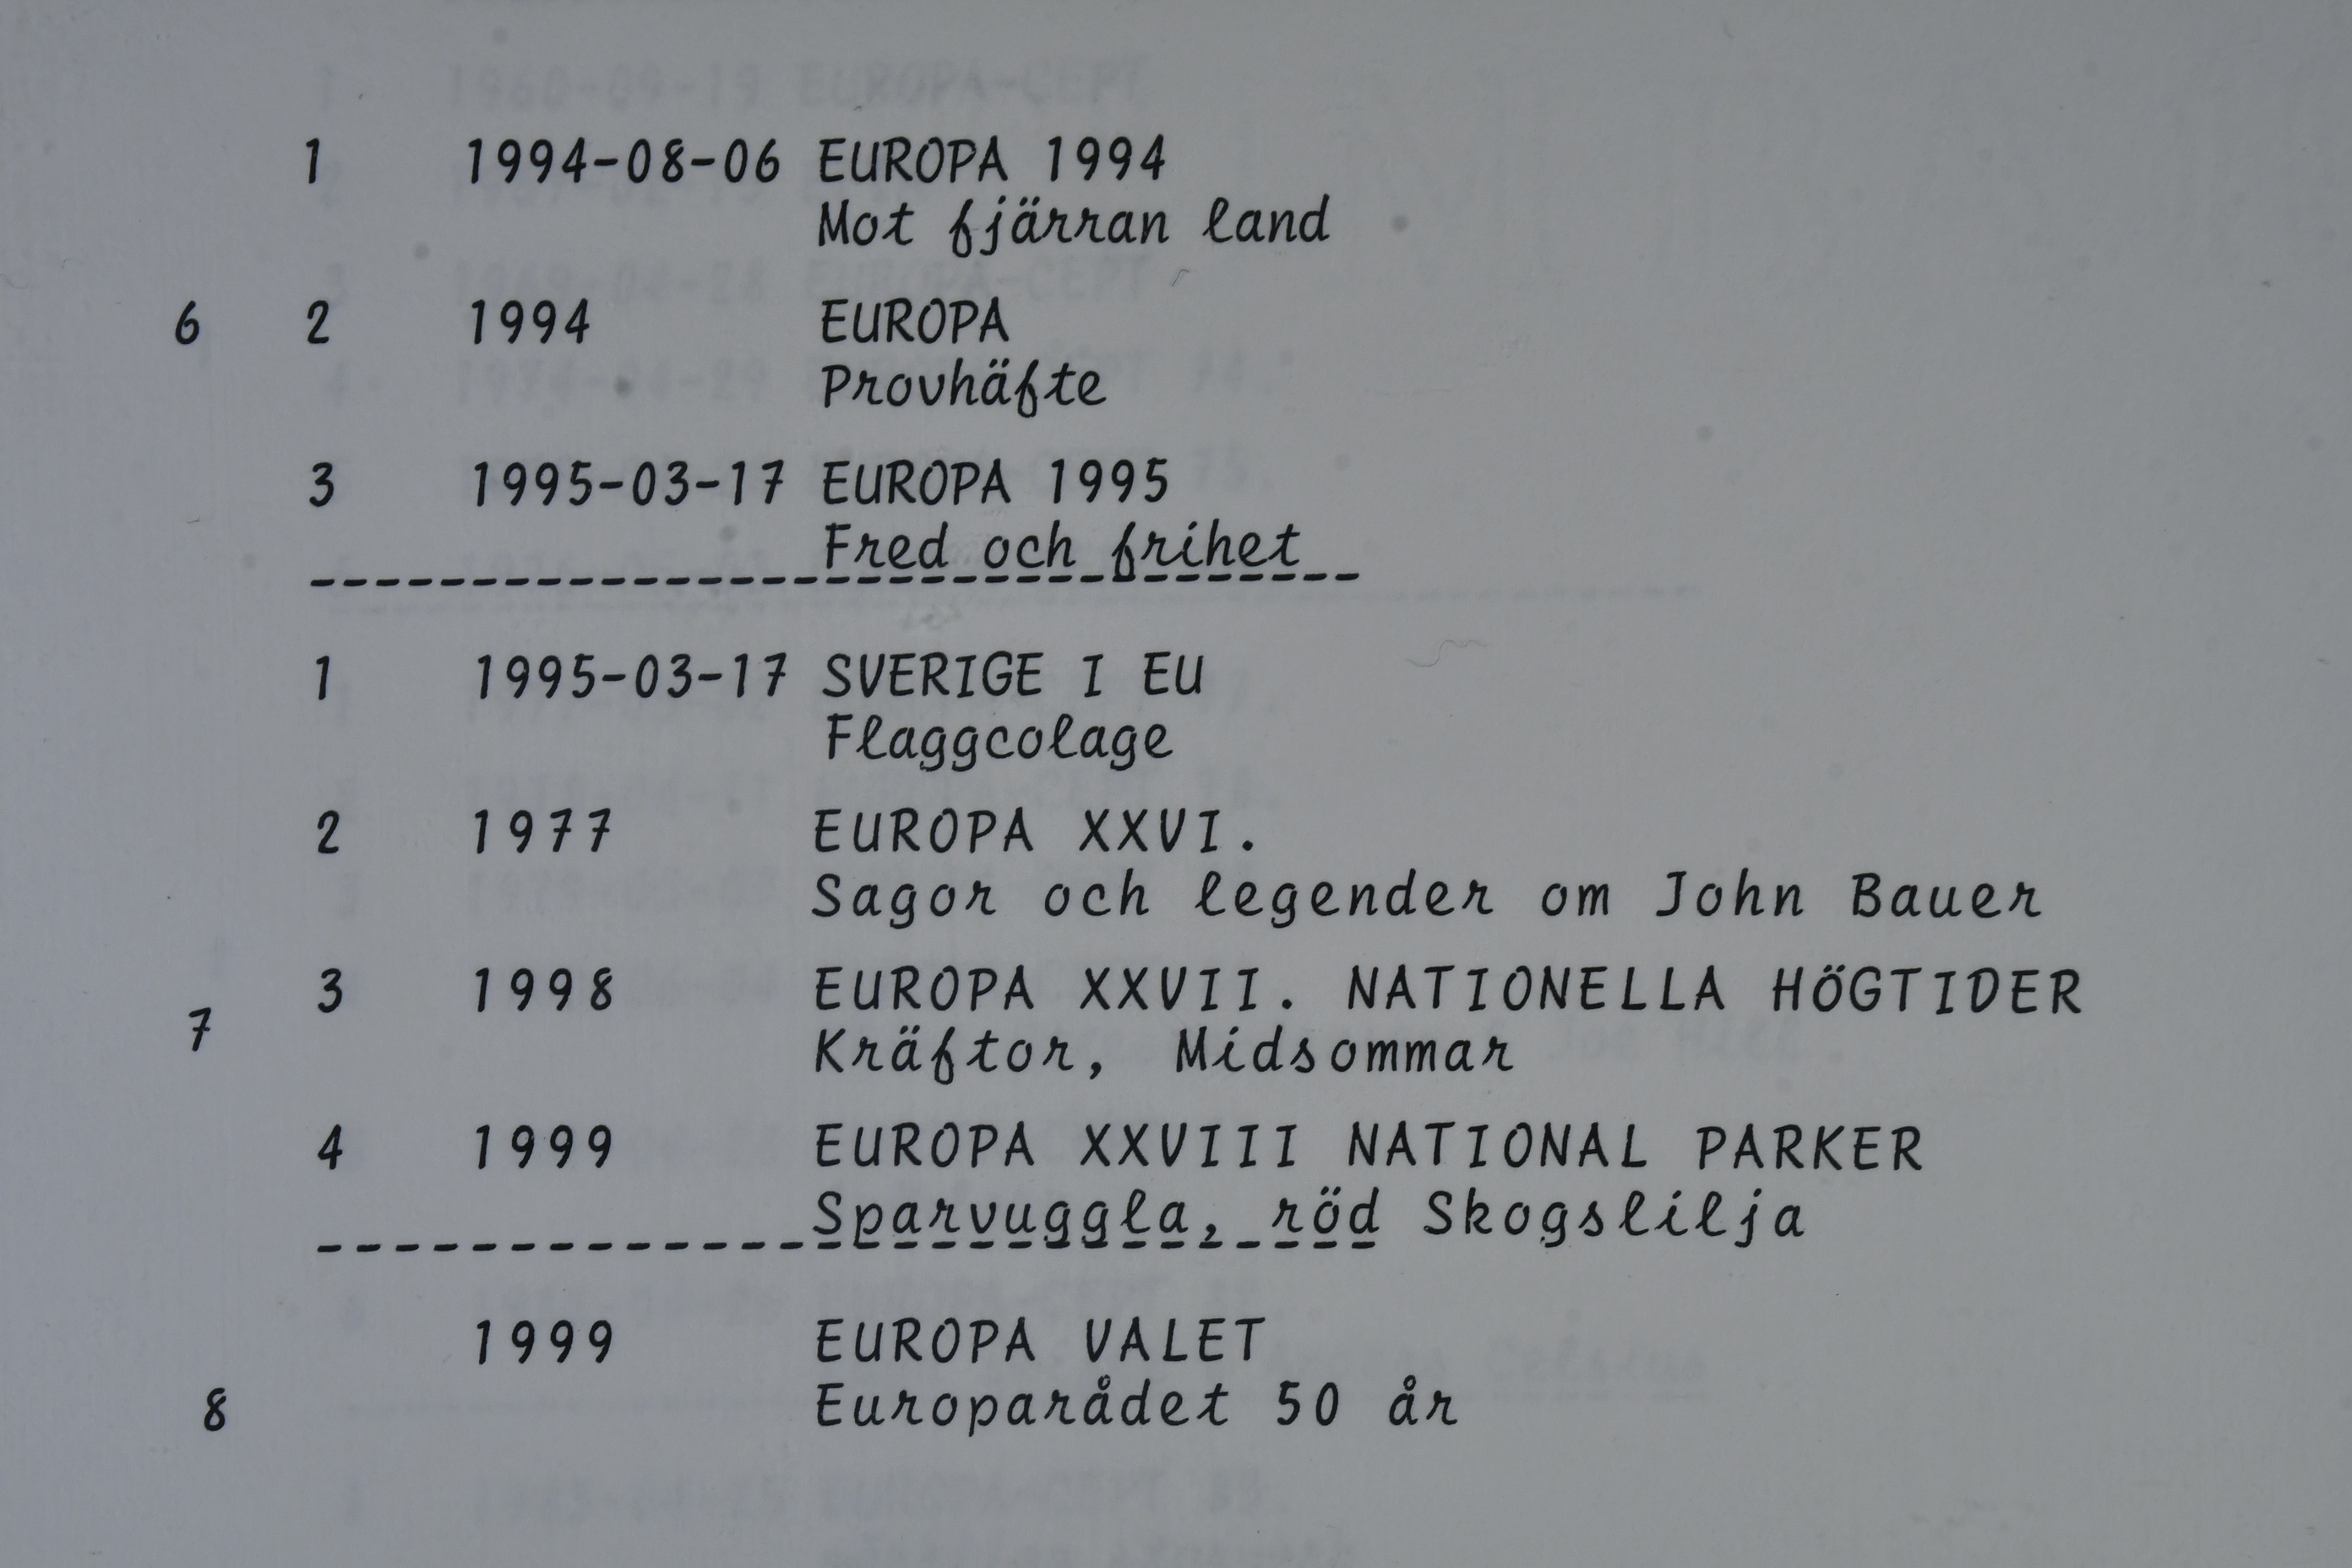 1 1994-08-06 EUROPA 1994
Mot fjärran land
6 2 1994 EUROPA
Provhäfte
3 1995-03-17 EUROPA 1995
Fred och frihet
1 1995-03-17 SVERIGE I EU
Flaggcolage
2 1977 EUROPA XXVI.
Sagor och legender om John Bauer
3 1998 EUROPA XXVII. NATIONELLA HÖGTIDER
7 Kräftor, Midsommar
4 1999 EUROPA XXVIII NATIONAL PARKER
Sparvuggla, röd Skogslilja
1999 EUROPA VALET
8 Europarådet 50 år